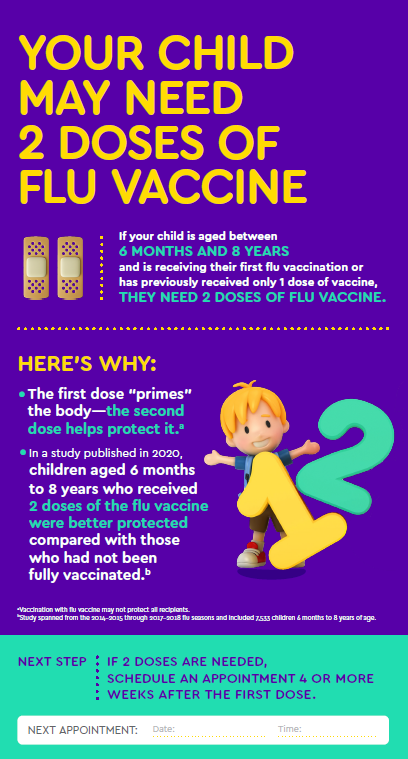 YOUR CHILD
MAY NEED
2 DOSES OF
FLU VACCINE
If your child is aged between
6 MONTHS AND 8 YEARS
and is receiving their first flu vaccination or
has previously received only 1 dose of vaccine,
THEY NEED 2 DOSES OF FLU VACCINE.
HERE'S WHY:
• The first dose "primes"
the body—the second
dose helps protect it.ᵃ
• In a study published in 2020,
children aged 6 months
to 8 years who received
2 doses of the flu vaccine
were better protected
compared with those
who had not been
fully vaccinated.ᵇ
12
ᵃVaccination with flu vaccine may not protect all recipients.
ᵇStudy spanned from the 2014–2015 through 2017–2018 flu seasons and included 7,533 children 6 months to 8 years of age.
NEXT STEP
IF 2 DOSES ARE NEEDED,
SCHEDULE AN APPOINTMENT 4 OR MORE
WEEKS AFTER THE FIRST DOSE.
NEXT APPOINTMENT: Date: Time: